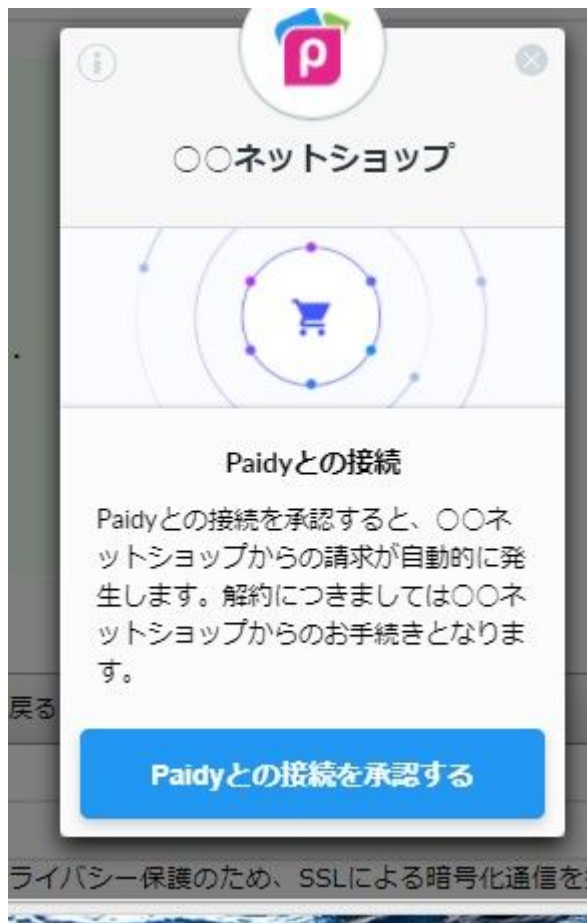 ○○ネットショップ
Paidyとの接続
Paidyとの接続を承認すると、○○ネ
ットショップからの請求が自動的に発
生します。解約につきましては○○ネ
ットショップからのお手続きとなりま
す。
戻る
Paidyとの接続を承認する
ライバシー保護のため、SSLによる暗号化通信を